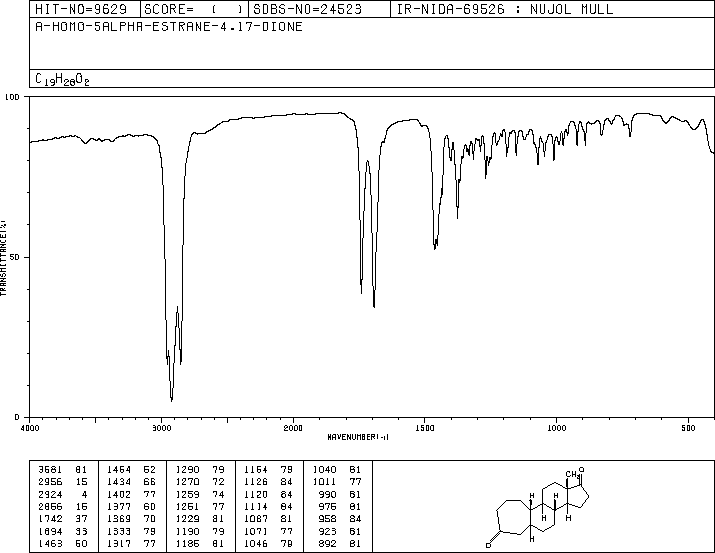 HIT-NO=9629 SCORE= ( ) SDBS-NO=24523 IR-NIDA-69526 : NUJOL MULL
A-HOMO-5ALPHA-ESTRANE-4,17-DIONE
C19H28O2
100
50
0
TRANSMITTANCE(%)
4000 3000 2000 1500 1000 500
WAVENUMBER(-1)
3581 81 1454 52 1290 79 1154 79 1040 81
2956 15 1434 66 1270 72 1126 84 1011 77
2924 4 1402 77 1259 74 1120 84 990 81
2856 15 1377 60 1251 77 1114 84 975 81
1742 37 1369 70 1229 81 1087 81 958 84
1694 33 1333 79 1190 79 1071 77 923 81
1463 50 1317 77 1185 81 1046 79 892 81
O
CH3
H H
H H
H
O